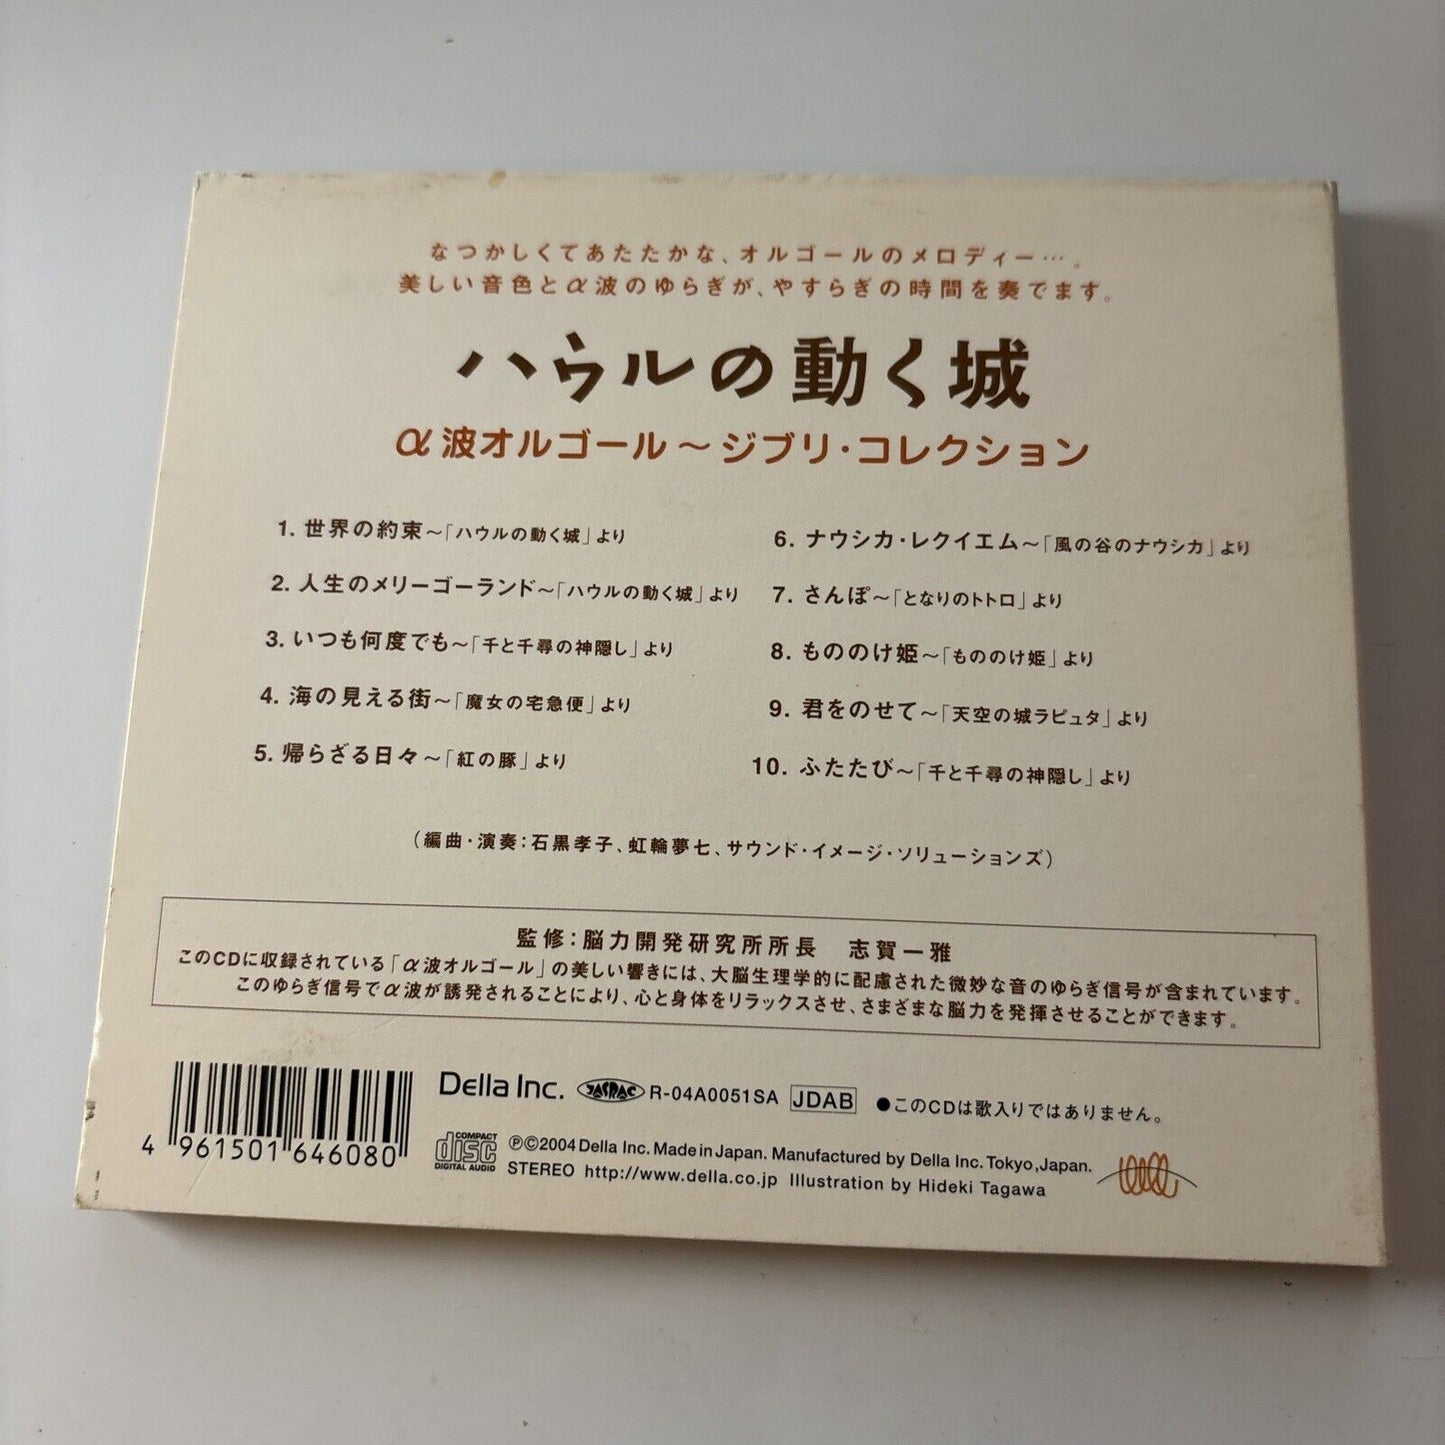 なつかしくてあたたかな、オルゴールのメロディー…。
美しい音色とα波のゆらぎが、やすらぎの時間を奏でます。
ハウルの動く城
α波オルゴール～ジブリ・コレクション
1. 世界の約束～「ハウルの動く城」より
2. 人生のメリーゴーランド～「ハウルの動く城」より
3. いつも何度でも～「千と千尋の神隠し」より
4. 海の見える街～「魔女の宅急便」より
5. 帰らざる日々～「紅の豚」より
6. ナウシカ・レクイエム～「風の谷のナウシカ」より
7. さんぽ～「となりのトトロ」より
8. もののけ姫～「もののけ姫」より
9. 君をのせて～「天空の城ラピュタ」より
10. ふたたび～「千と千尋の神隠し」より
(編曲・演奏:石黒孝子、虹輪夢七、サウンド・イメージ・ソリューションズ)
監修:脳力開発研究所所長 志賀一雅
このCDに収録されている「α波オルゴール」の美しい響きには、大脳生理学的に配慮された微妙な音のゆらぎ信号が含まれています。
このゆらぎ信号でα波が誘発されることにより、心と身体をリラックスさせ、さまざまな脳力を発揮させることができます。
4 961501 646080
Della Inc. JASRAC R-04A0051SA JDAB ●このCDは歌入りではありません。
COMPACT disc DIGITAL AUDIO
℗©2004 Della Inc. Made in Japan. Manufactured by Della Inc. Tokyo,Japan.
STEREO http://www.della.co.jp Illustration by Hideki Tagawa